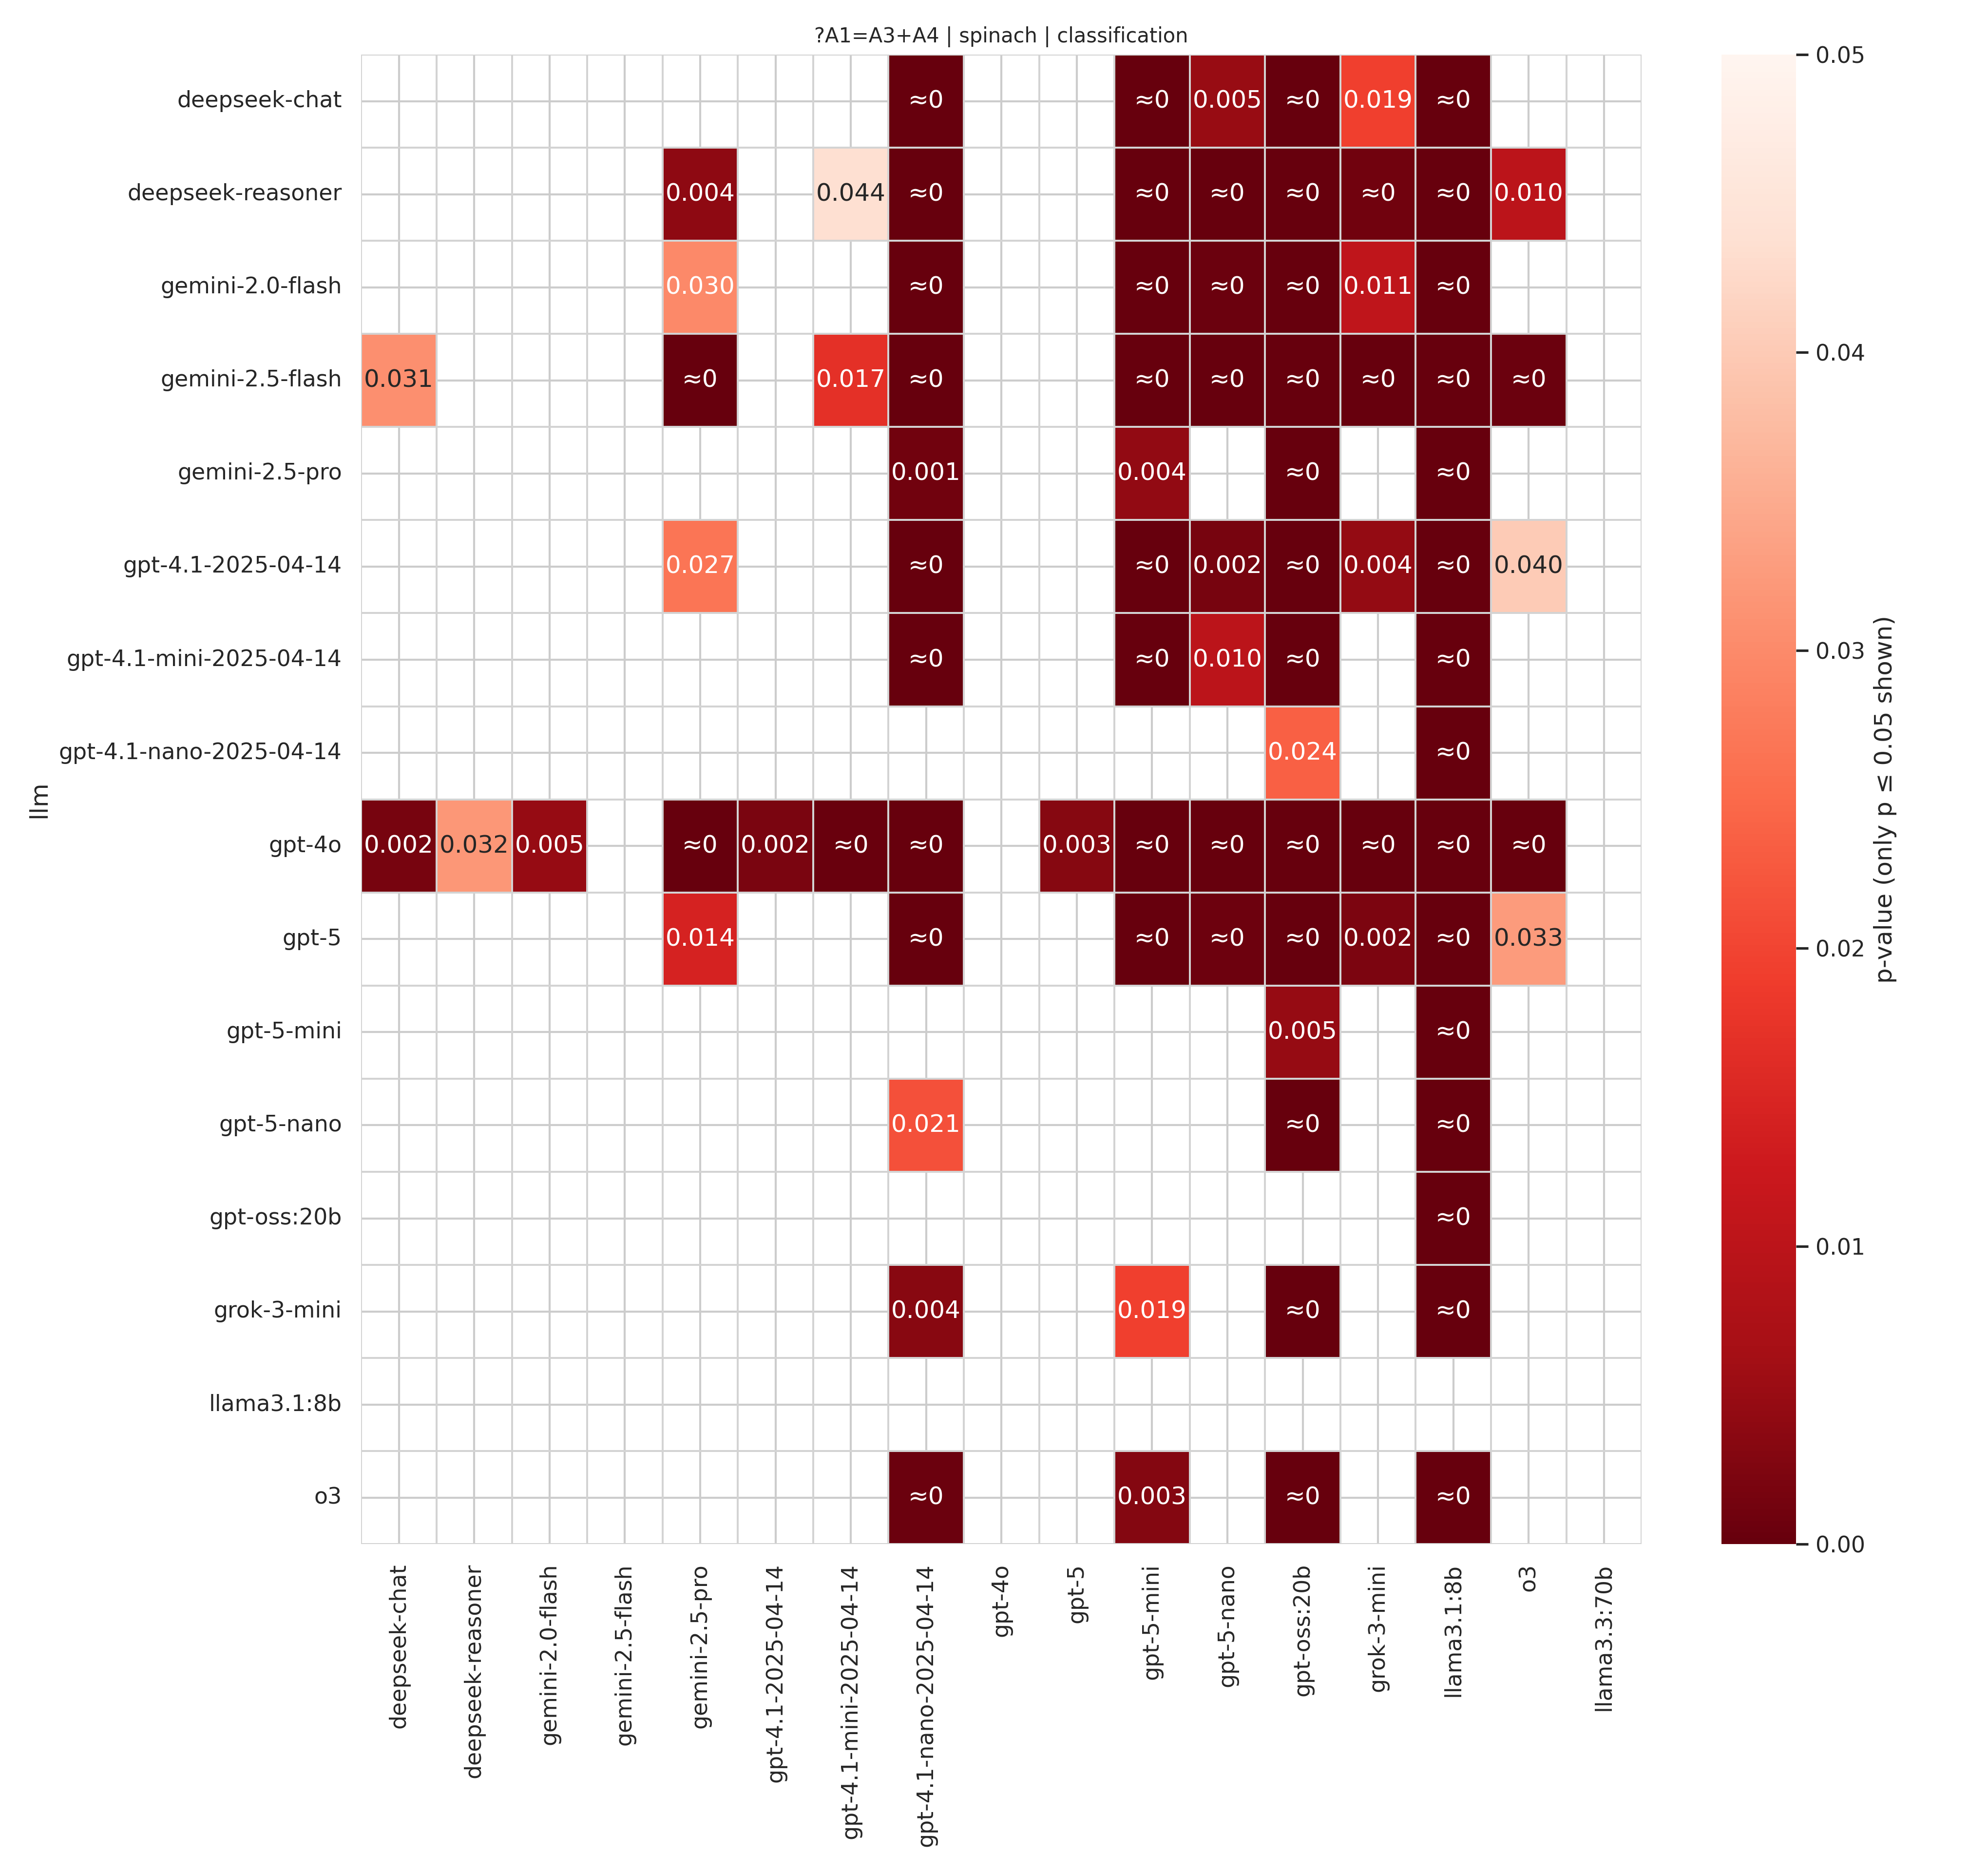 ?A1=A3+A4 | spinach | classification
deepseek-chat ≈0 ≈0 0.005 ≈0 0.019 ≈0
deepseek-reasoner 0.004 0.044 ≈0 ≈0 ≈0 ≈0 ≈0 ≈0 0.010
gemini-2.0-flash 0.030 ≈0 ≈0 ≈0 ≈0 0.011 ≈0
gemini-2.5-flash 0.031 ≈0 0.017 ≈0 ≈0 ≈0 ≈0 ≈0 ≈0 ≈0
gemini-2.5-pro 0.001 0.004 ≈0 ≈0
gpt-4.1-2025-04-14 0.027 ≈0 ≈0 0.002 ≈0 0.004 ≈0 0.040
gpt-4.1-mini-2025-04-14 ≈0 ≈0 0.010 ≈0 ≈0
gpt-4.1-nano-2025-04-14 0.024 ≈0
gpt-4o 0.002 0.032 0.005 ≈0 0.002 ≈0 ≈0 0.003 ≈0 ≈0 ≈0 ≈0 ≈0 ≈0
gpt-5 0.014 ≈0 ≈0 ≈0 ≈0 0.002 ≈0 0.033
gpt-5-mini 0.005 ≈0
gpt-5-nano 0.021 ≈0 ≈0
gpt-oss:20b ≈0
grok-3-mini 0.004 0.019 ≈0 ≈0
llama3.1:8b
o3 ≈0 0.003 ≈0 ≈0
llm
deepseek-chat
deepseek-reasoner
gemini-2.0-flash
gemini-2.5-flash
gemini-2.5-pro
gpt-4.1-2025-04-14
gpt-4.1-mini-2025-04-14
gpt-4.1-nano-2025-04-14
gpt-4o
gpt-5
gpt-5-mini
gpt-5-nano
gpt-oss:20b
grok-3-mini
llama3.1:8b
o3
llama3.3:70b
0.05
0.04
0.03
0.02
0.01
0.00
p-value (only p ≤ 0.05 shown)